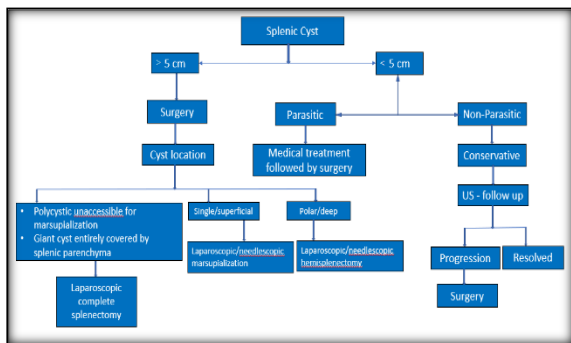 Splenic Cyst
> 5 cm
< 5 cm
Surgery
Parasitic
Non-Parasitic
Cyst location
Medical treatment
followed by surgery
Conservative
US - follow up
• Polycystic unaccessible for
marsupialization
• Giant cyst entirely covered by
splenic parenchyma
Single/superficial
Polar/deep
Laparoscopic/needlescopic
marsupialization
Laparoscopic/needlescopic
hemisplenectomy
Progression
Resolved
Laparoscopic
complete
splenectomy
Surgery